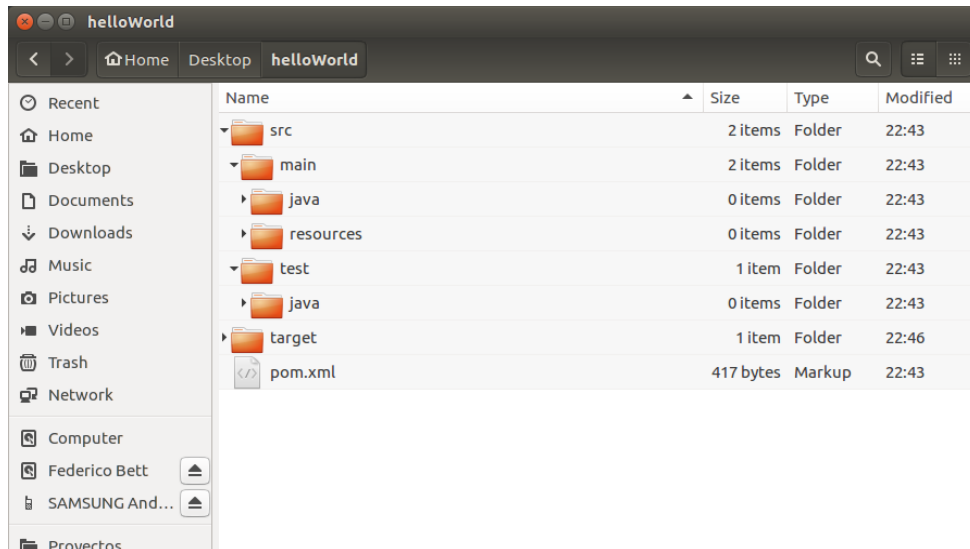 helloWorld
Home Desktop helloWorld
Name Size Type Modified
Recent
Home
Desktop
Documents
Downloads
Music
Pictures
Videos
Trash
Network
Computer
Federico Bett
SAMSUNG And...
Proyectos
src 2 items Folder 22:43
main 2 items Folder 22:43
java 0 items Folder 22:43
resources 0 items Folder 22:43
test 1 item Folder 22:43
java 0 items Folder 22:43
target 1 item Folder 22:46
pom.xml 417 bytes Markup 22:43